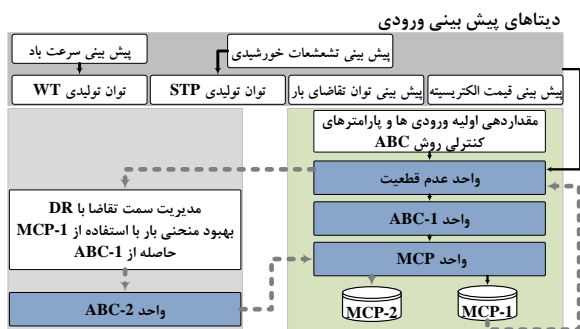 دیتاهای پیش بینی ورودی
پیش بینی تشعشعات خورشیدی
پیش بینی سرعت باد
پیش بینی قیمت الکتریسیته
پیش بینی توان تقاضای بار
توان تولیدی STP
توان تولیدی WT
مقداردهی اولیه ورودی ها و پارامترهای
کنترلی روش ABC
واحد عدم قطعیت
واحد ABC-1
واحد MCP
MCP-1
MCP-2
مدیریت سمت تقاضا با DR
بهبود منحنی بار با استفاده از MCP-1
حاصله از ABC-1
واحد ABC-2